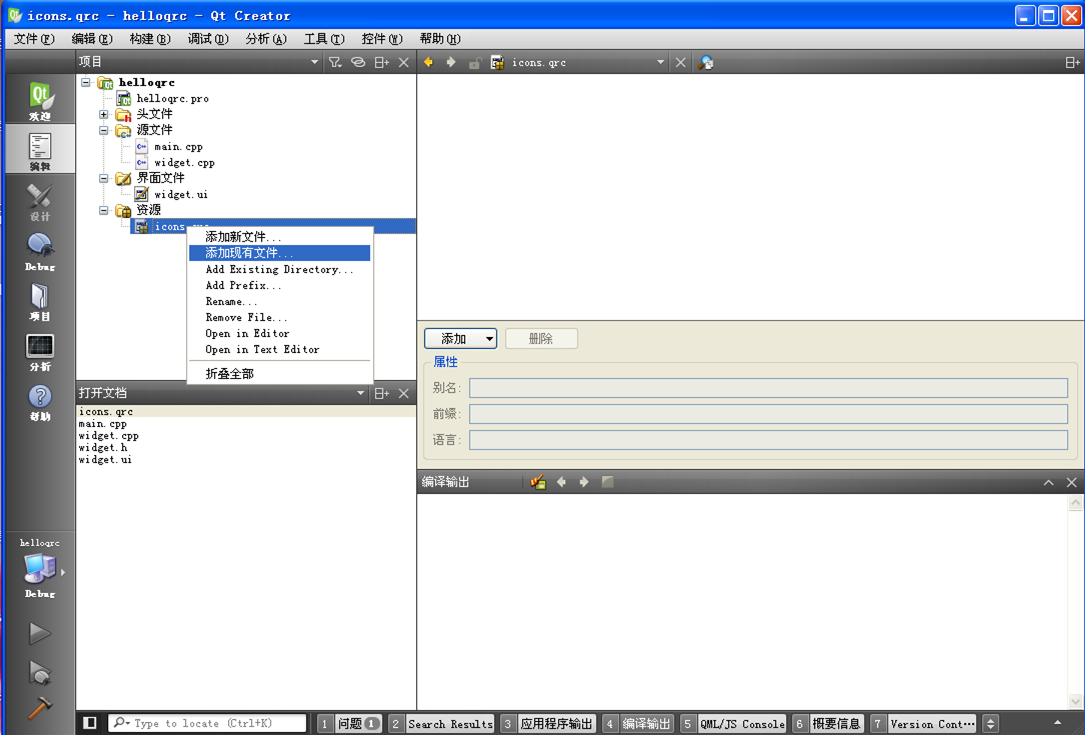 icons.qrc - helloqrc - Qt Creator
文件(F) 编辑(E) 构建(B) 调试(D) 分析(A) 工具(T) 控件(W) 帮助(H)
项目
icons.qrc
helloqrc
helloqrc.pro
头文件
源文件
main.cpp
widget.cpp
界面文件
widget.ui
资源
icons.qrc
添加新文件...
添加现有文件...
Add Existing Directory...
Add Prefix...
Rename...
Remove File...
Open in Editor
Open in Text Editor
折叠全部
Qt
欢迎
编辑
设计
Debug
项目
分析
帮助
添加 删除
属性
别名:
前缀:
语言:
打开文档
icons.qrc
main.cpp
widget.cpp
widget.h
widget.ui
编译输出
helloqrc
Debug
Type to locate (Ctrl+K) 1 问题 1 2 Search Results 3 应用程序输出 4 编译输出 5 QML/JS Console 6 概要信息 7 Version Cont...